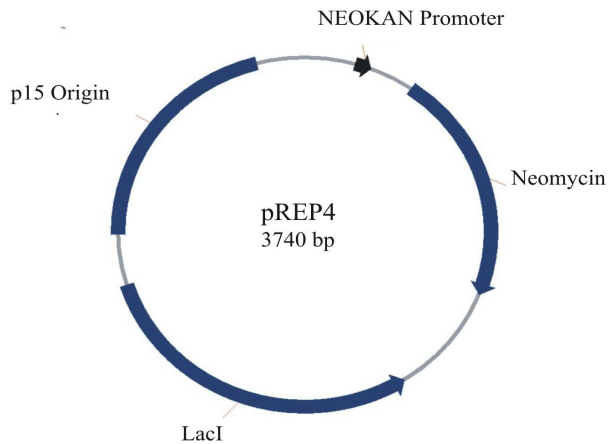 NEOKAN Promoter
p15 Origin
Neomycin
pREP4
3740 bp
LacI